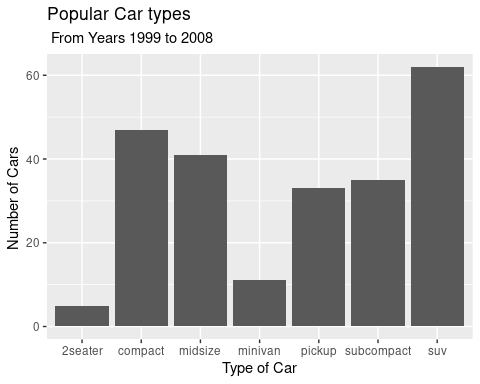 Popular Car types
From Years 1999 to 2008
Number of Cars
60
40
20
0
2seater compact midsize minivan pickup subcompact suv
Type of Car